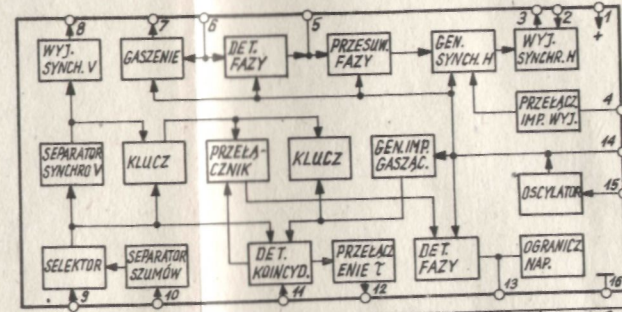 8 7 6 5 3 2 1
+
WYJ. SYNCH. V
GASZENIE
DET. FAZY
PRZESUW. FAZY
GEN. SYNCH. H
WYJ. SYNCHR. H
PRZEŁĄCZ IMP. WYJ.
4
SEPARATOR SYNCHRO V
KLUCZ
PRZEŁĄ- CZNIK
KLUCZ
GEN. IMP. GASZĄC.
14
OSCYLATOR
15
SELEKTOR
SEPARATOR SZUMÓW
DET. KOINCYD.
PRZEŁACZ ENIE τ
DET. FAZY
OGRANICZ NAP.
9 10 11 12 13 16